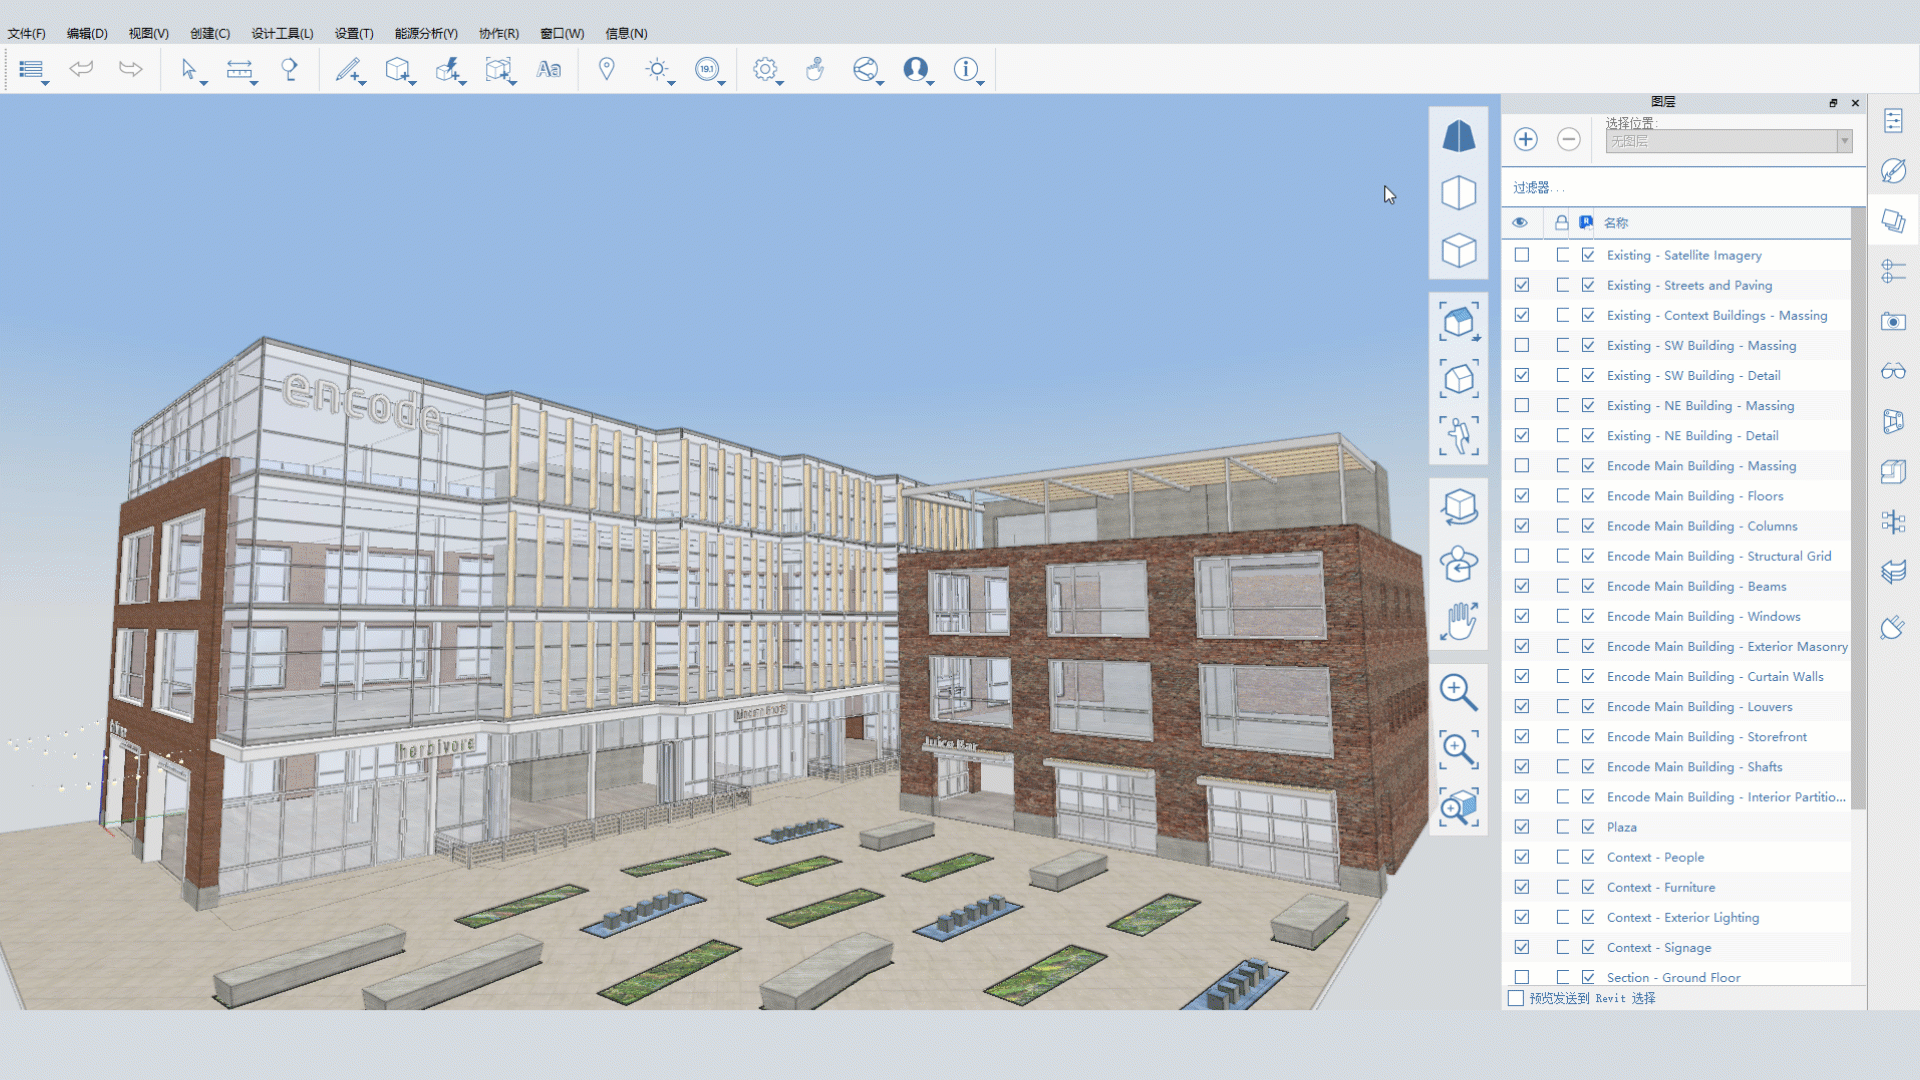 文件(F) 编辑(D) 视图(V) 创建(C) 设计工具(L) 设置(T) 能源分析(Y) 协作(R) 窗口(W) 信息(N)
Aa
19.1
图层
选择位置:
无图层
过滤器...
R 名称
Existing - Satellite Imagery
Existing - Streets and Paving
Existing - Context Buildings - Massing
Existing - SW Building - Massing
Existing - SW Building - Detail
Existing - NE Building - Massing
Existing - NE Building - Detail
Encode Main Building - Massing
Encode Main Building - Floors
Encode Main Building - Columns
Encode Main Building - Structural Grid
Encode Main Building - Beams
Encode Main Building - Windows
Encode Main Building - Exterior Masonry
Encode Main Building - Curtain Walls
Encode Main Building - Louvers
Encode Main Building - Storefront
Encode Main Building - Shafts
Encode Main Building - Interior Partitio...
Plaza
Context - People
Context - Furniture
Context - Exterior Lighting
Context - Signage
Section - Ground Floor
预览发送到 Revit 选择
encode
herbivore
Juice Bar